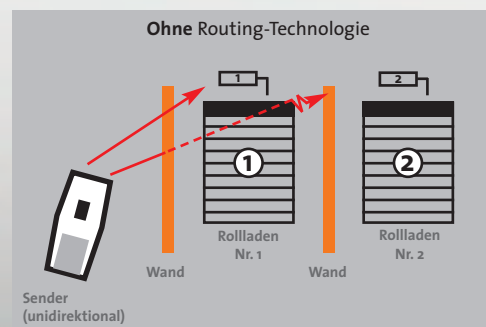 Ohne Routing-Technologie
1
2
1
2
Rollladen
Nr. 1
Rollladen
Nr. 2
Wand
Wand
Sender
(unidirektional)